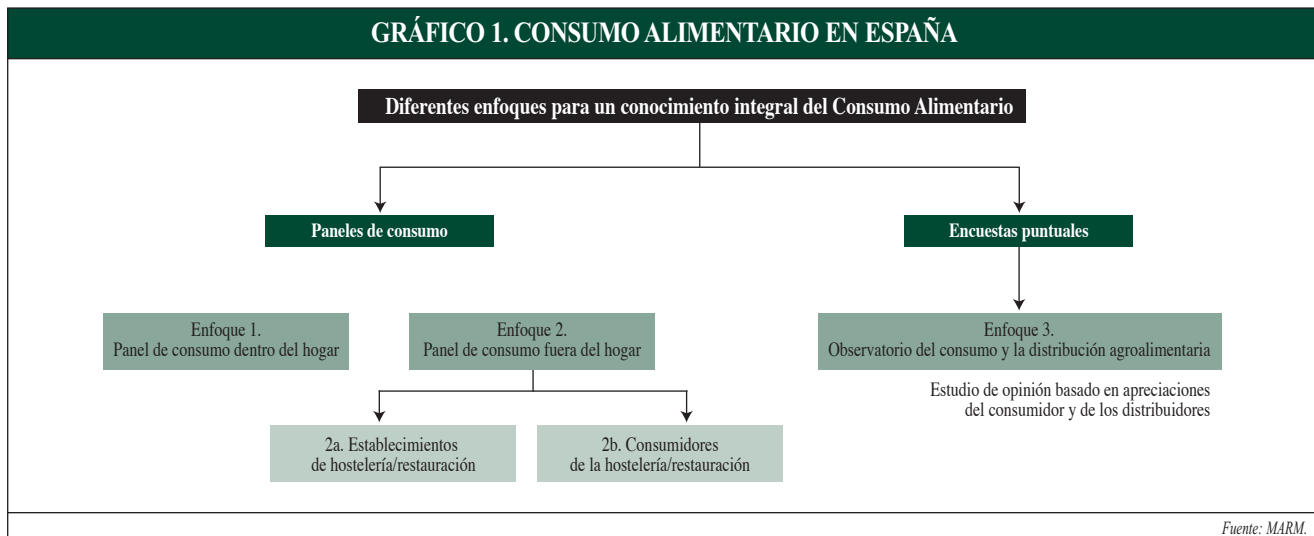 GRÁFICO 1. CONSUMO ALIMENTARIO EN ESPAÑA
Diferentes enfoques para un conocimiento integral del Consumo Alimentario
Paneles de consumo
Encuestas puntuales
Enfoque 1.
Panel de consumo dentro del hogar
Enfoque 2.
Panel de consumo fuera del hogar
Enfoque 3.
Observatorio del consumo y la distribución agroalimentaria
Estudio de opinión basado en apreciaciones
del consumidor y de los distribuidores
2a. Establecimientos
de hostelería/restauración
2b. Consumidores
de la hostelería/restauración
Fuente: MARM.